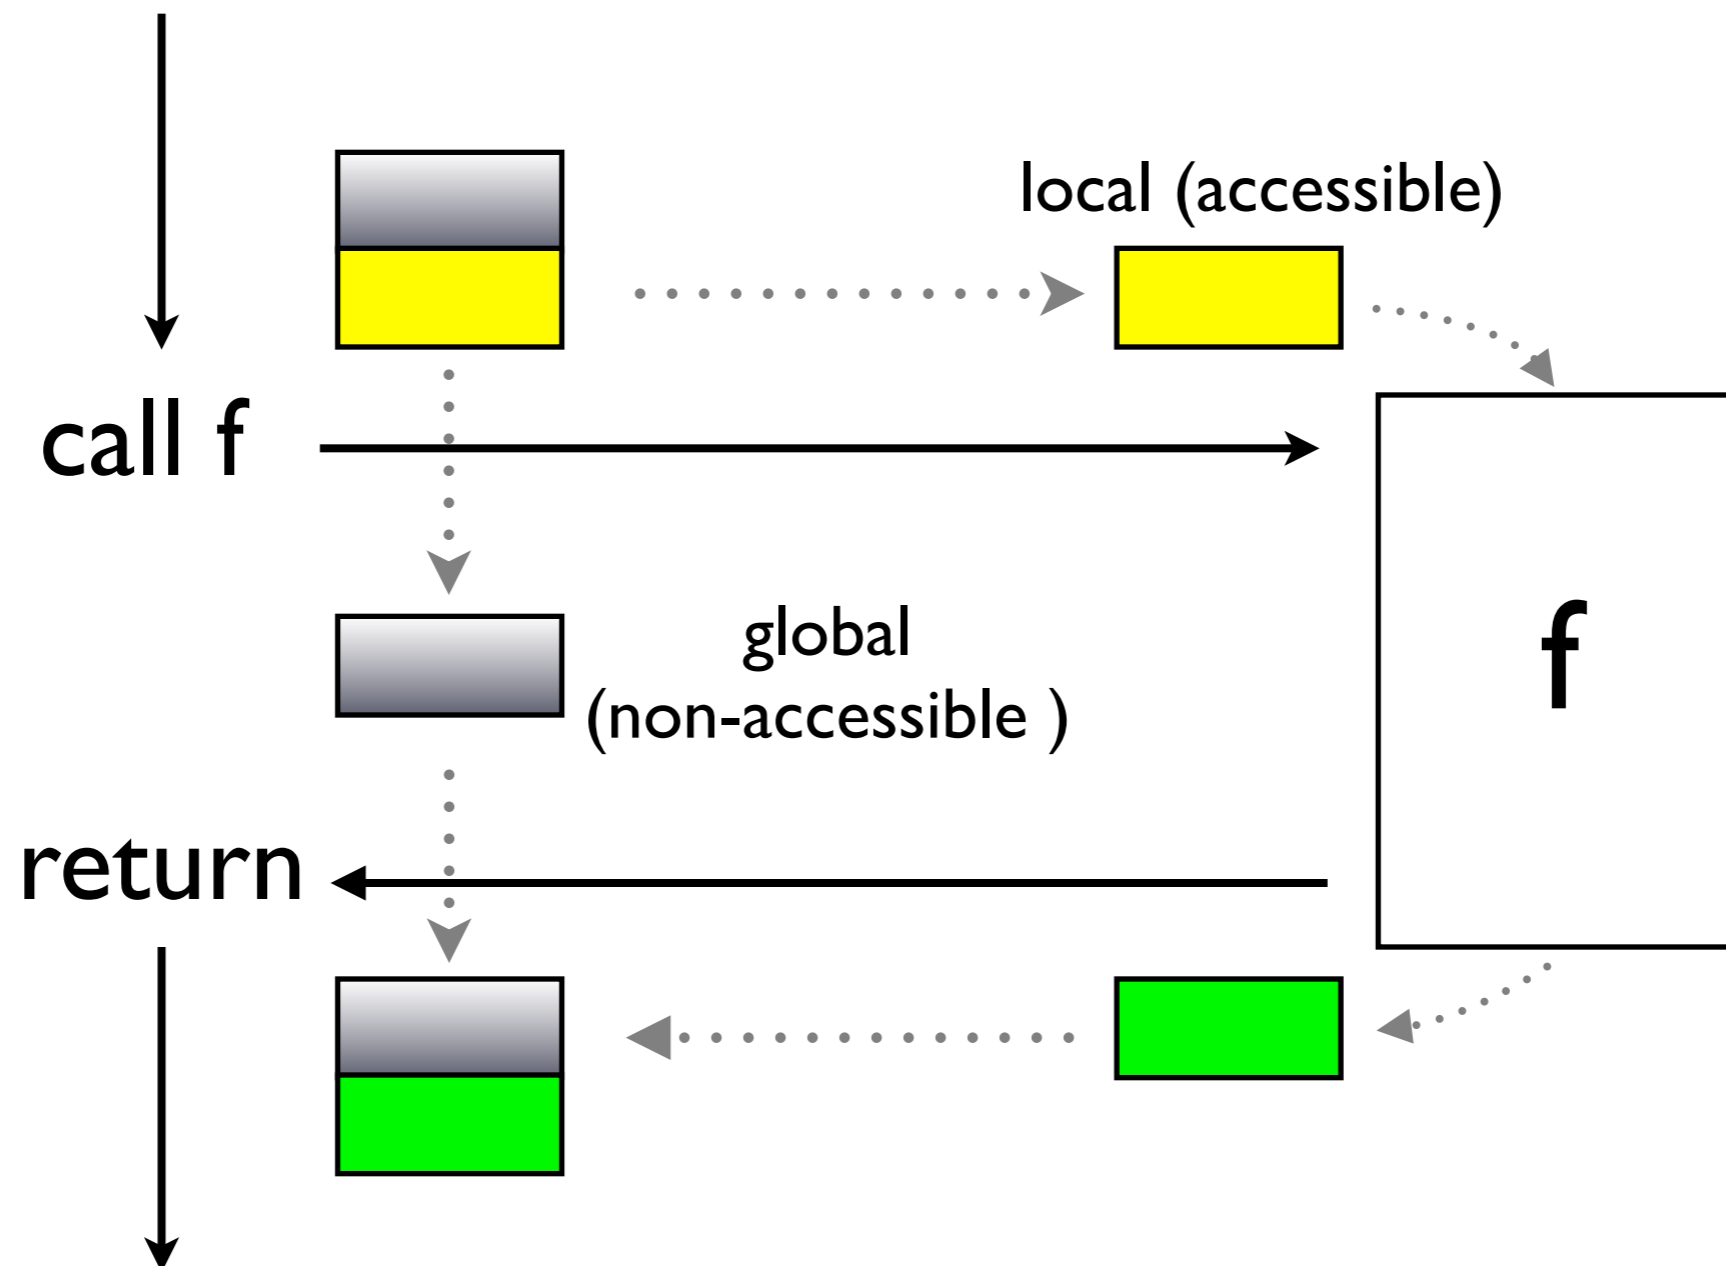 local (accessible)
call f
global
(non-accessible )
f
return